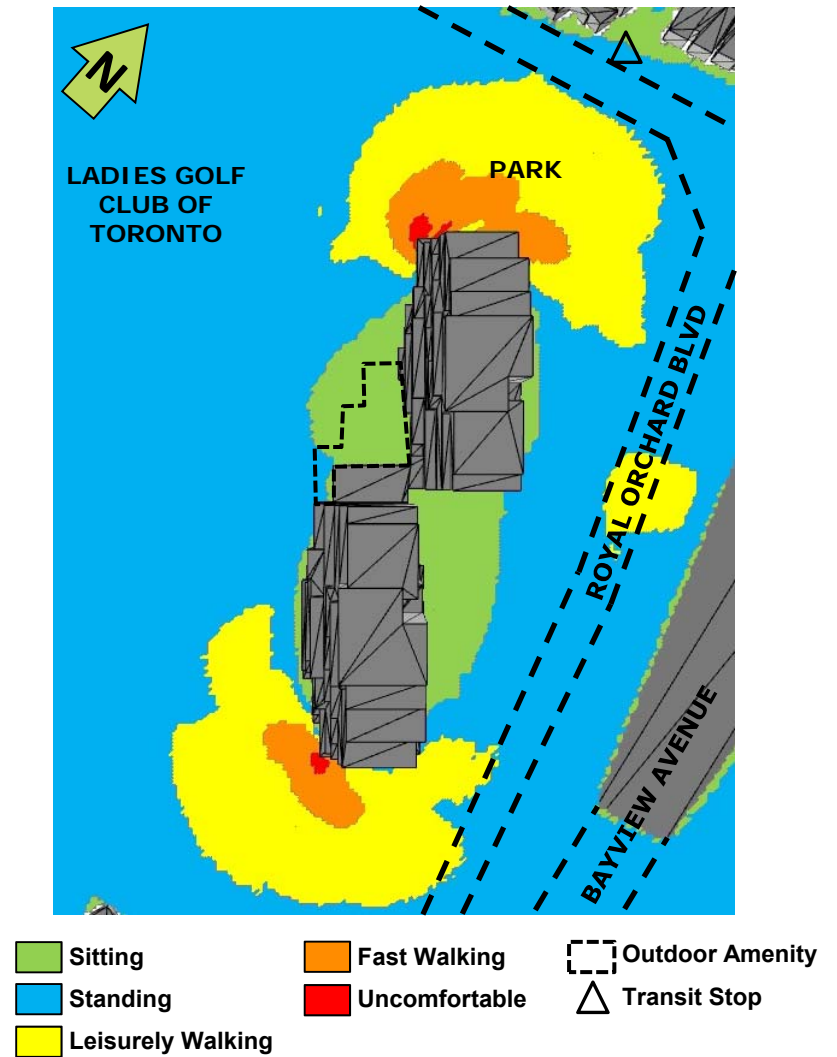 N
LADIES GOLF
CLUB OF
TORONTO
PARK
ROYAL ORCHARD BLVD
BAYVIEW AVENUE
Sitting
Standing
Leisurely Walking
Fast Walking
Uncomfortable
Outdoor Amenity
Transit Stop